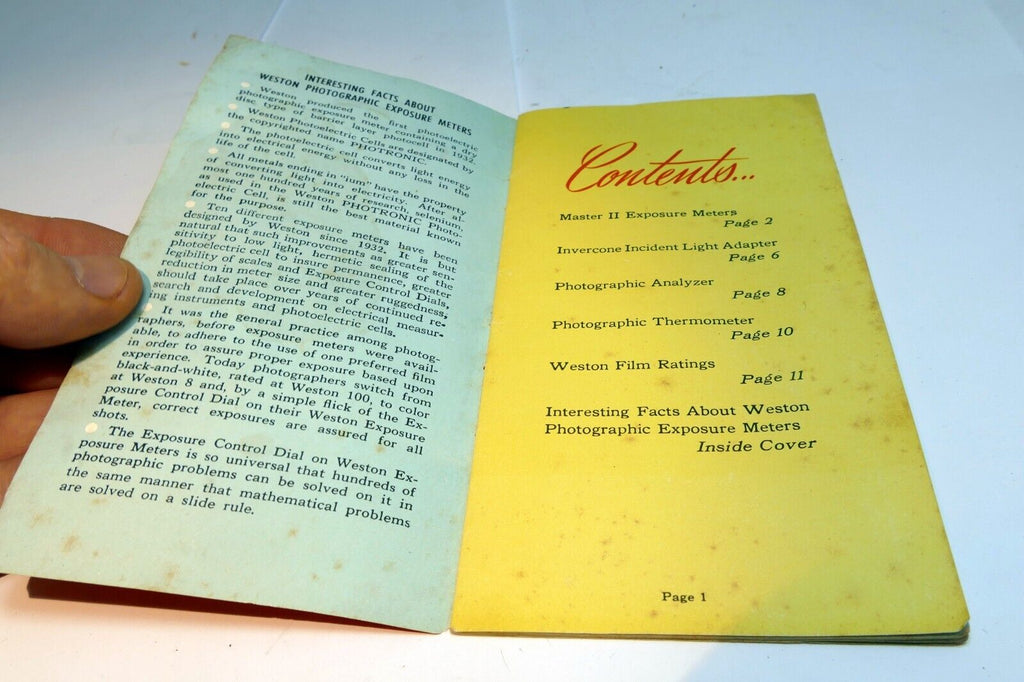 INTERESTING FACTS ABOUT
WESTON PHOTOGRAPHIC EXPOSURE METERS
Weston produced the first photoelectric
photographic exposure meter containing a dry
disc type of barrier layer photocell in 1932.
Weston Photoelectric Cells are designated by
the copyrighted name PHOTRONIC.
The photoelectric cell converts light energy
into electrical energy without any loss in the
life of the cell.
All metals ending in "ium" have the property
of converting light into electricity. After al-
most one hundred years of research, selenium,
as used in the Weston PHOTRONIC Photo-
electric Cell, is still the best material known
for the purpose.
Ten different exposure meters have been
designed by Weston since 1932. It is but
natural that such improvements as greater sen-
sitivity to low light, hermetic sealing of the
photoelectric cell to insure permanence, greater
legibility of scales and Exposure Control Dials,
reduction in meter size and greater ruggedness,
should take place over years of continued re-
search and development on electrical measur-
ing instruments and photoelectric cells.
It was the general practice among photog-
raphers, before exposure meters were avail-
able, to adhere to the use of one preferred film
in order to assure proper exposure based upon
experience. Today photographers switch from
black-and-white, rated at Weston 100, to color
at Weston 8 and, by a simple flick of the Ex-
posure Control Dial on their Weston Exposure
Meter, correct exposures are assured for all
shots.
The Exposure Control Dial on Weston Ex-
posure Meters is so universal that hundreds of
photographic problems can be solved on it in
the same manner that mathematical problems
are solved on a slide rule.
Contents...
Master II Exposure Meters
Page 2
Invercone Incident Light Adapter
Page 6
Photographic Analyzer
Page 8
Photographic Thermometer
Page 10
Weston Film Ratings
Page 11
Interesting Facts About Weston
Photographic Exposure Meters
Inside Cover
Page 1